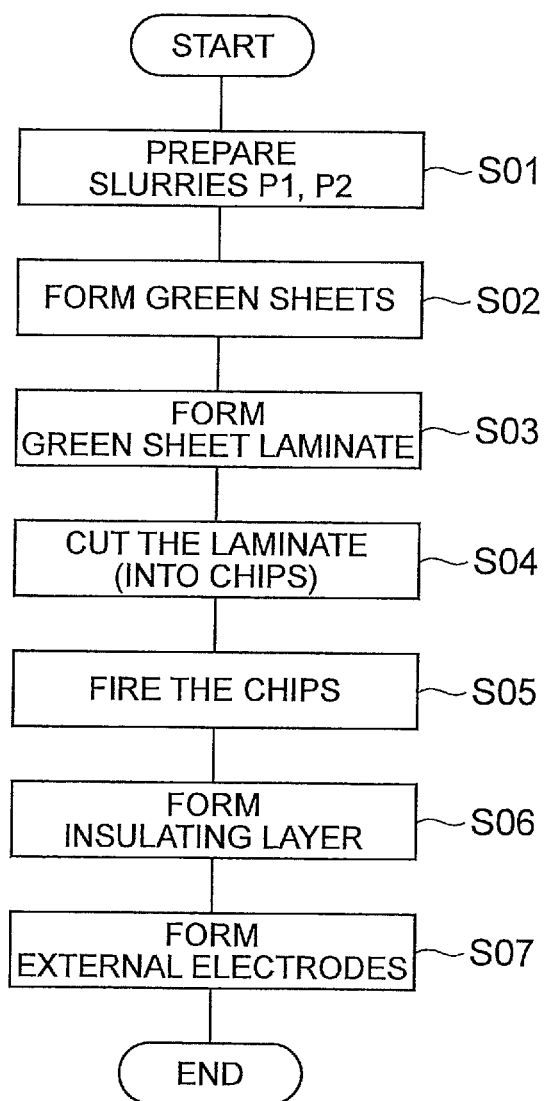 START
PREPARE
SLURRIES P1, P2
S01
FORM GREEN SHEETS
S02
FORM
GREEN SHEET LAMINATE
S03
CUT THE LAMINATE
(INTO CHIPS)
S04
FIRE THE CHIPS
S05
FORM
INSULATING LAYER
S06
FORM
EXTERNAL ELECTRODES
S07
END